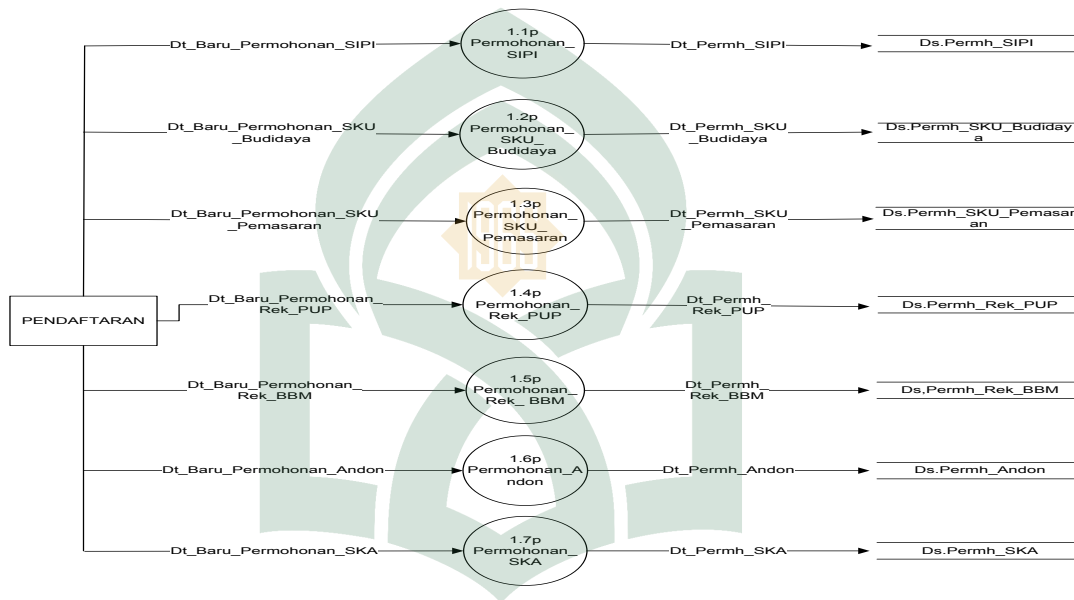 Dt_Baru_Permohonan_SIPI
1.1p
Permohonan_
SIPI
Dt_Permh_SIPI
Ds.Permh_SIPI
Dt_Baru_Permohonan_SKU
_Budidaya
1.2p
Permohonan_
SKU_
Budidaya
Dt_Permh_SKU
_Budidaya
Ds.Permh_SKU_Budiday
a
Dt_Baru_Permohonan_SKU
_Pemasaran
1.3p
Permohonan_
SKU_
Pemasaran
Dt_Permh_SKU
_Pemasaran
Ds.Permh_SKU_Pemasar
an
PENDAFTARAN
Dt_Baru_Permohonan_
Rek_PUP
1.4p
Permohonan_
Rek_PUP
Dt_Permh_
Rek_PUP
Ds.Permh_Rek_PUP
Dt_Baru_Permohonan_
Rek_BBM
1.5p
Permohonan_
Rek_ BBM
Dt_Permh_
Rek_BBM
Ds,Permh_Rek_BBM
Dt_Baru_Permohonan_Andon
1.6p
Permohonan_A
ndon
Dt_Permh_Andon
Ds.Permh_Andon
Dt_Baru_Permohonan_SKA
1.7p
Permohonan_
SKA
Dt_Permh_SKA
Ds.Permh_SKA